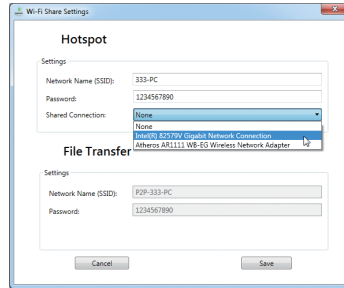 Wi-Fi Share Settings
Hotspot
Settings
Network Name (SSID): 333-PC
Password: 1234567890
Shared Connection: None
None
Intel(R) 82579V Gigabit Network Connection
Atheros AR1111 WB-EG Wireless Network Adapter
File Transfer
Settings
Network Name (SSID): P2P-333-PC
Password: 1234567890
Cancel Save